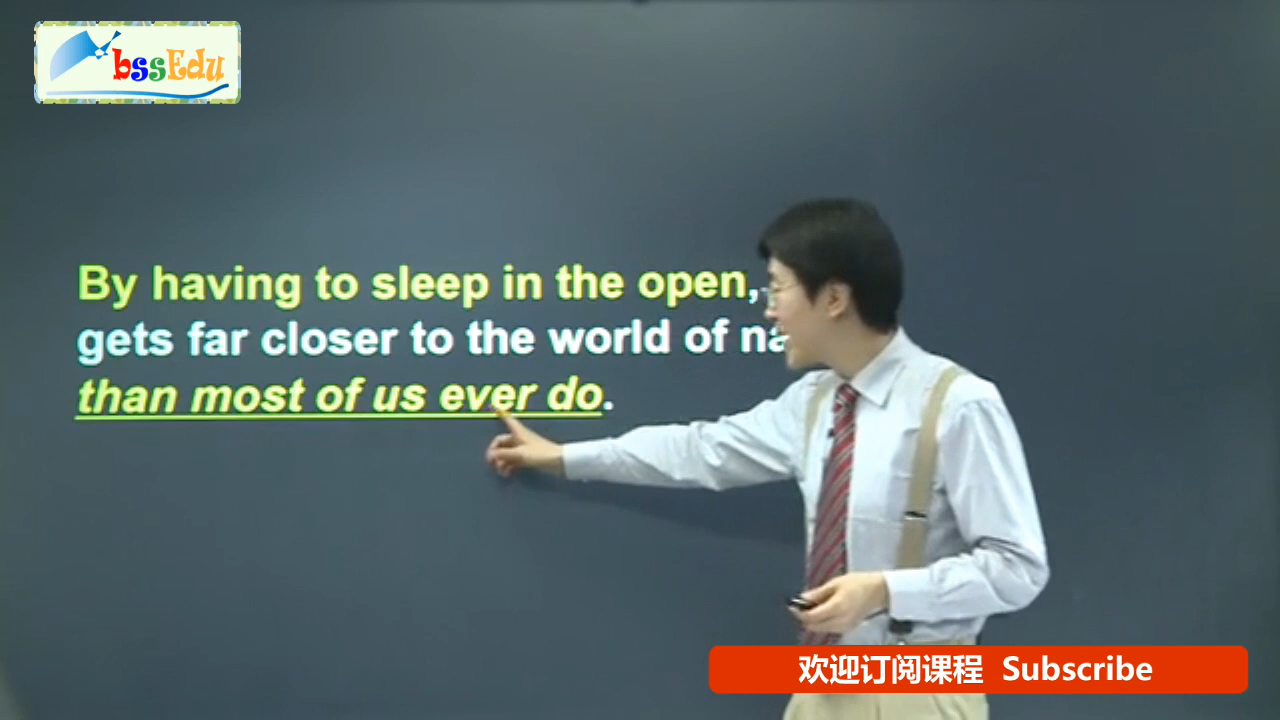 bssEdu
By having to sleep in the open,
gets far closer to the world of
than most of us ever do.
欢迎订阅课程 Subscribe